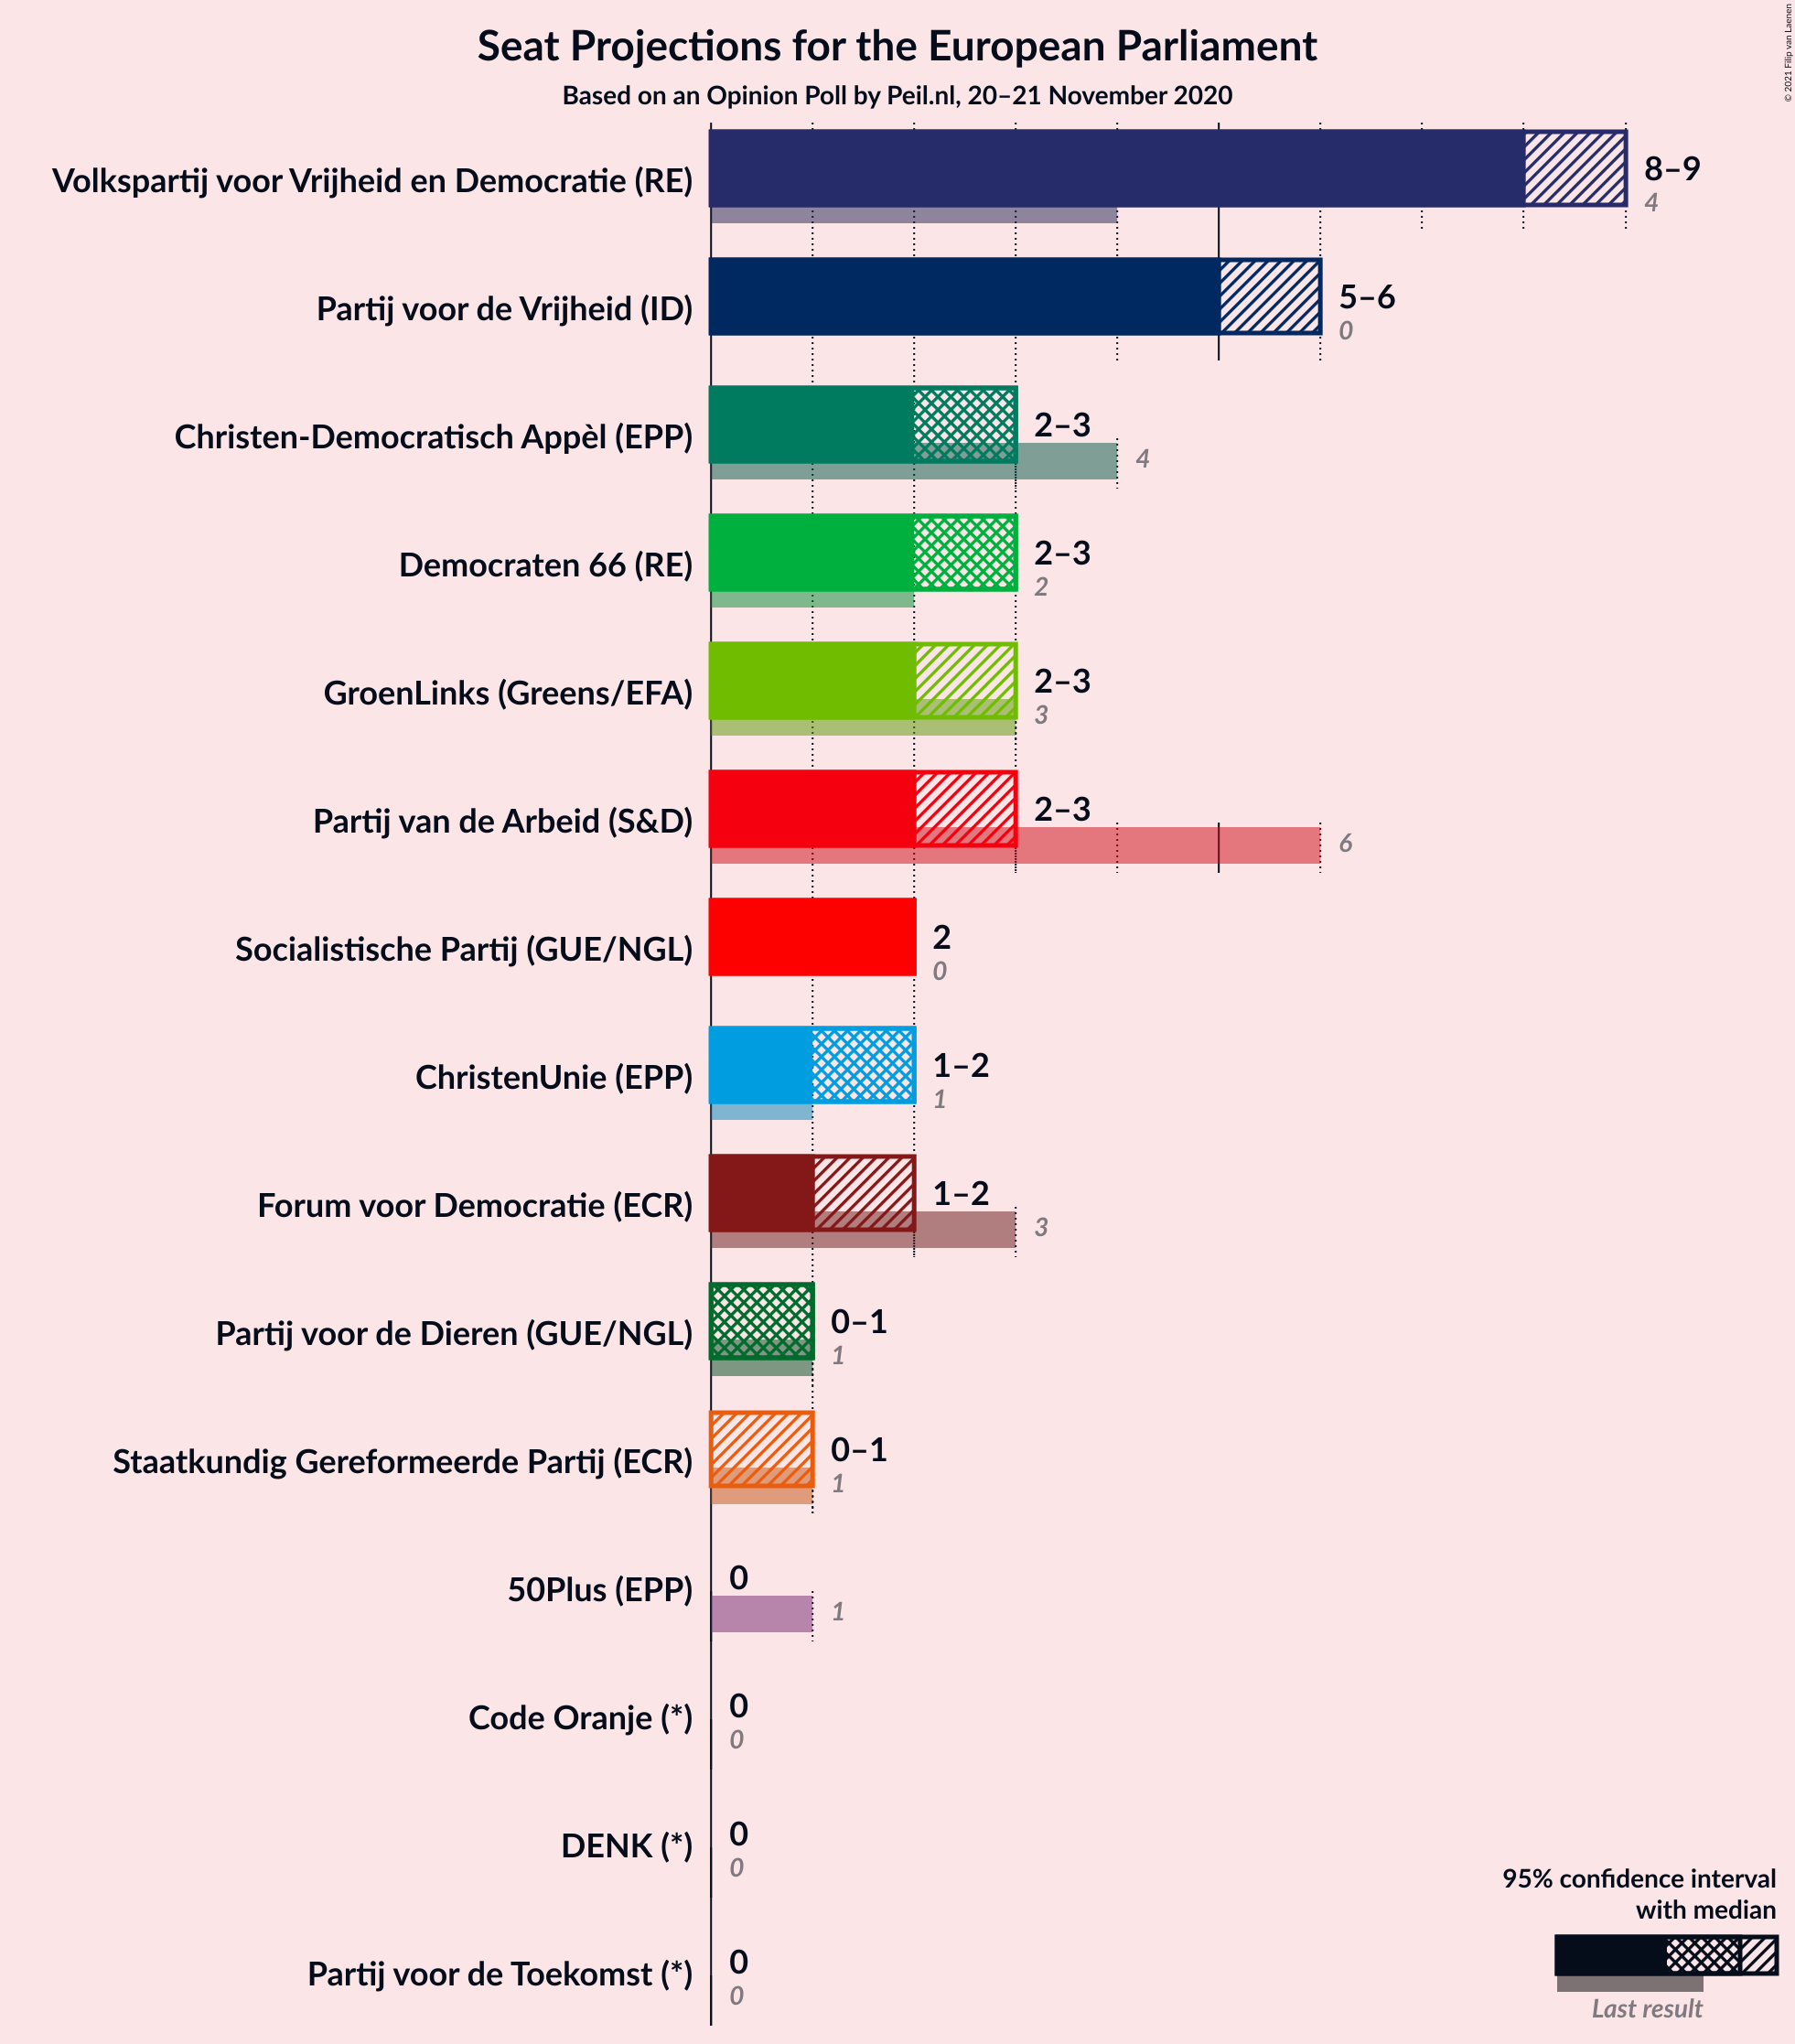 Seat Projections for the European Parliament
Based on an Opinion Poll by Peil.nl, 20–21 November 2020
© 2021 Filip van Laenen
Volkspartij voor Vrijheid en Democratie (RE)
8–9
4
Partij voor de Vrijheid (ID)
5–6
0
Christen-Democratisch Appèl (EPP)
2–3
4
Democraten 66 (RE)
2–3
2
GroenLinks (Greens/EFA)
2–3
3
Partij van de Arbeid (S&D)
2–3
6
Socialistische Partij (GUE/NGL)
2
0
ChristenUnie (EPP)
1–2
1
Forum voor Democratie (ECR)
1–2
3
Partij voor de Dieren (GUE/NGL)
0–1
1
Staatkundig Gereformeerde Partij (ECR)
0–1
1
50Plus (EPP)
0
1
Code Oranje (*)
0
0
DENK (*)
0
0
Partij voor de Toekomst (*)
0
0
95% confidence interval
with median
Last result